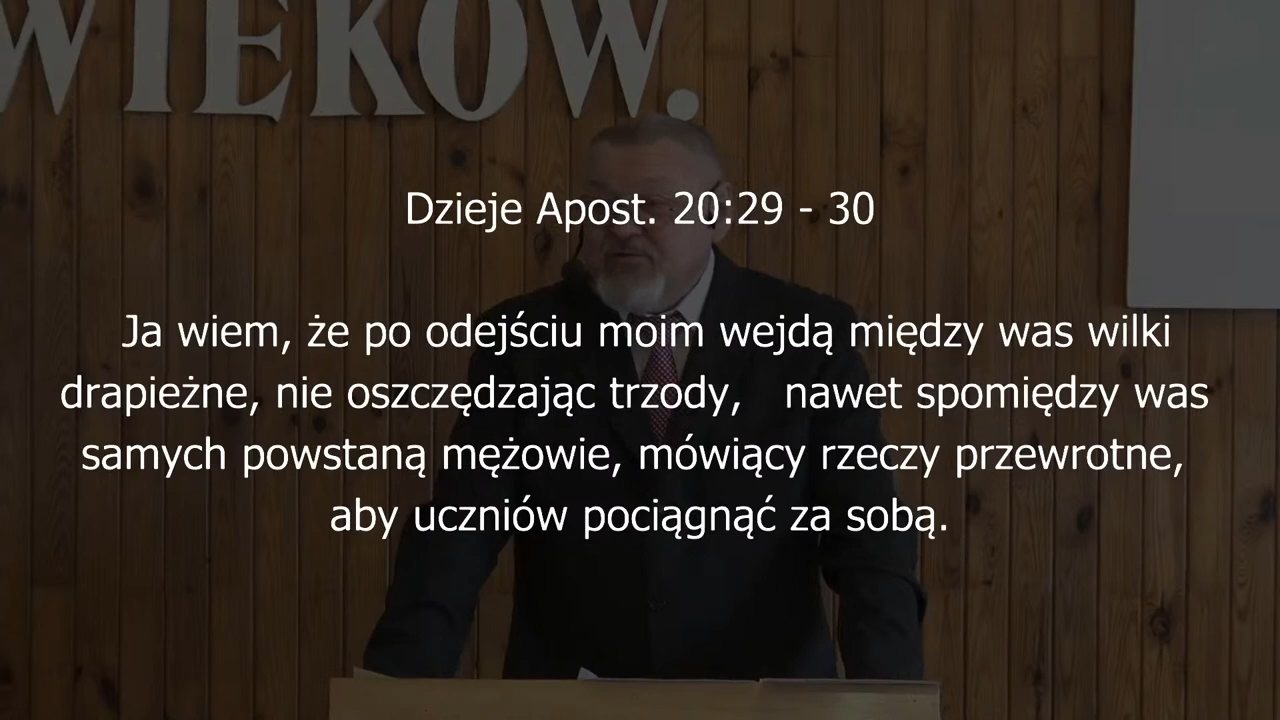 WIEKÓW.
Dzieje Apost. 20:29 - 30
Ja wiem, że po odejściu moim wejdą między was wilki
drapieżne, nie oszczędzając trzody, nawet spomiędzy was
samych powstaną mężowie, mówiący rzeczy przewrotne,
aby uczniów pociągnąć za sobą.